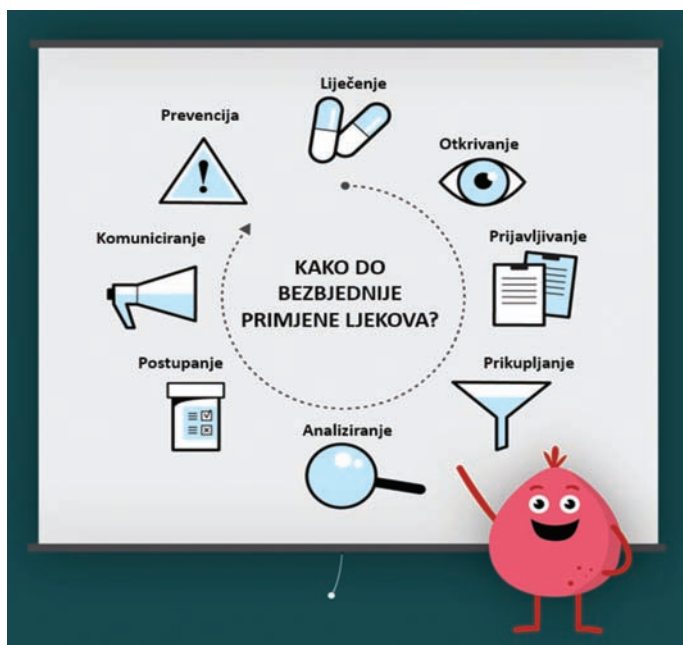 Liječenje
Otkrivanje
Prijavljivanje
Prikupljanje
Analiziranje
Postupanje
Komuniciranje
Prevencija
KAKO DO
BEZBJEDNIJE
PRIMJENE LJEKOVA?